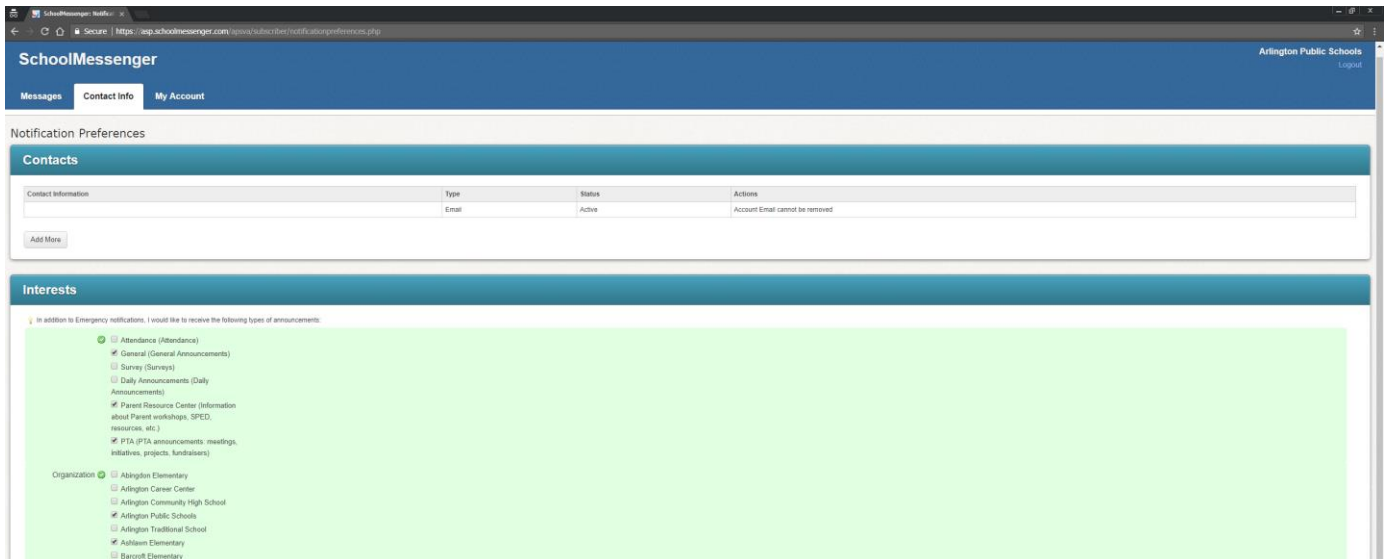 SchoolMessenger Notificat
Secure | https://asp.schoolmessenger.com/apsva/subscriber/notificationpreferences.php
SchoolMessenger
Arlington Public Schools
Logout
Messages Contact Info My Account
Notification Preferences
Contacts
Contact Information Type Status Actions
Email Active Account Email cannot be removed
Add More
Interests
In addition to Emergency notifications, I would like to receive the following types of announcements:
Attendance (Attendance)
General (General Announcements)
Survey (Surveys)
Daily Announcements (Daily
Announcements)
Parent Resource Center (Information
about Parent workshops, SPED,
resources, etc.)
PTA (PTA announcements: meetings,
initiatives, projects, fundraisers)
Organization Abingdon Elementary
Arlington Career Center
Arlington Community High School
Arlington Public Schools
Arlington Traditional School
Ashlawn Elementary
Barcroft Elementary